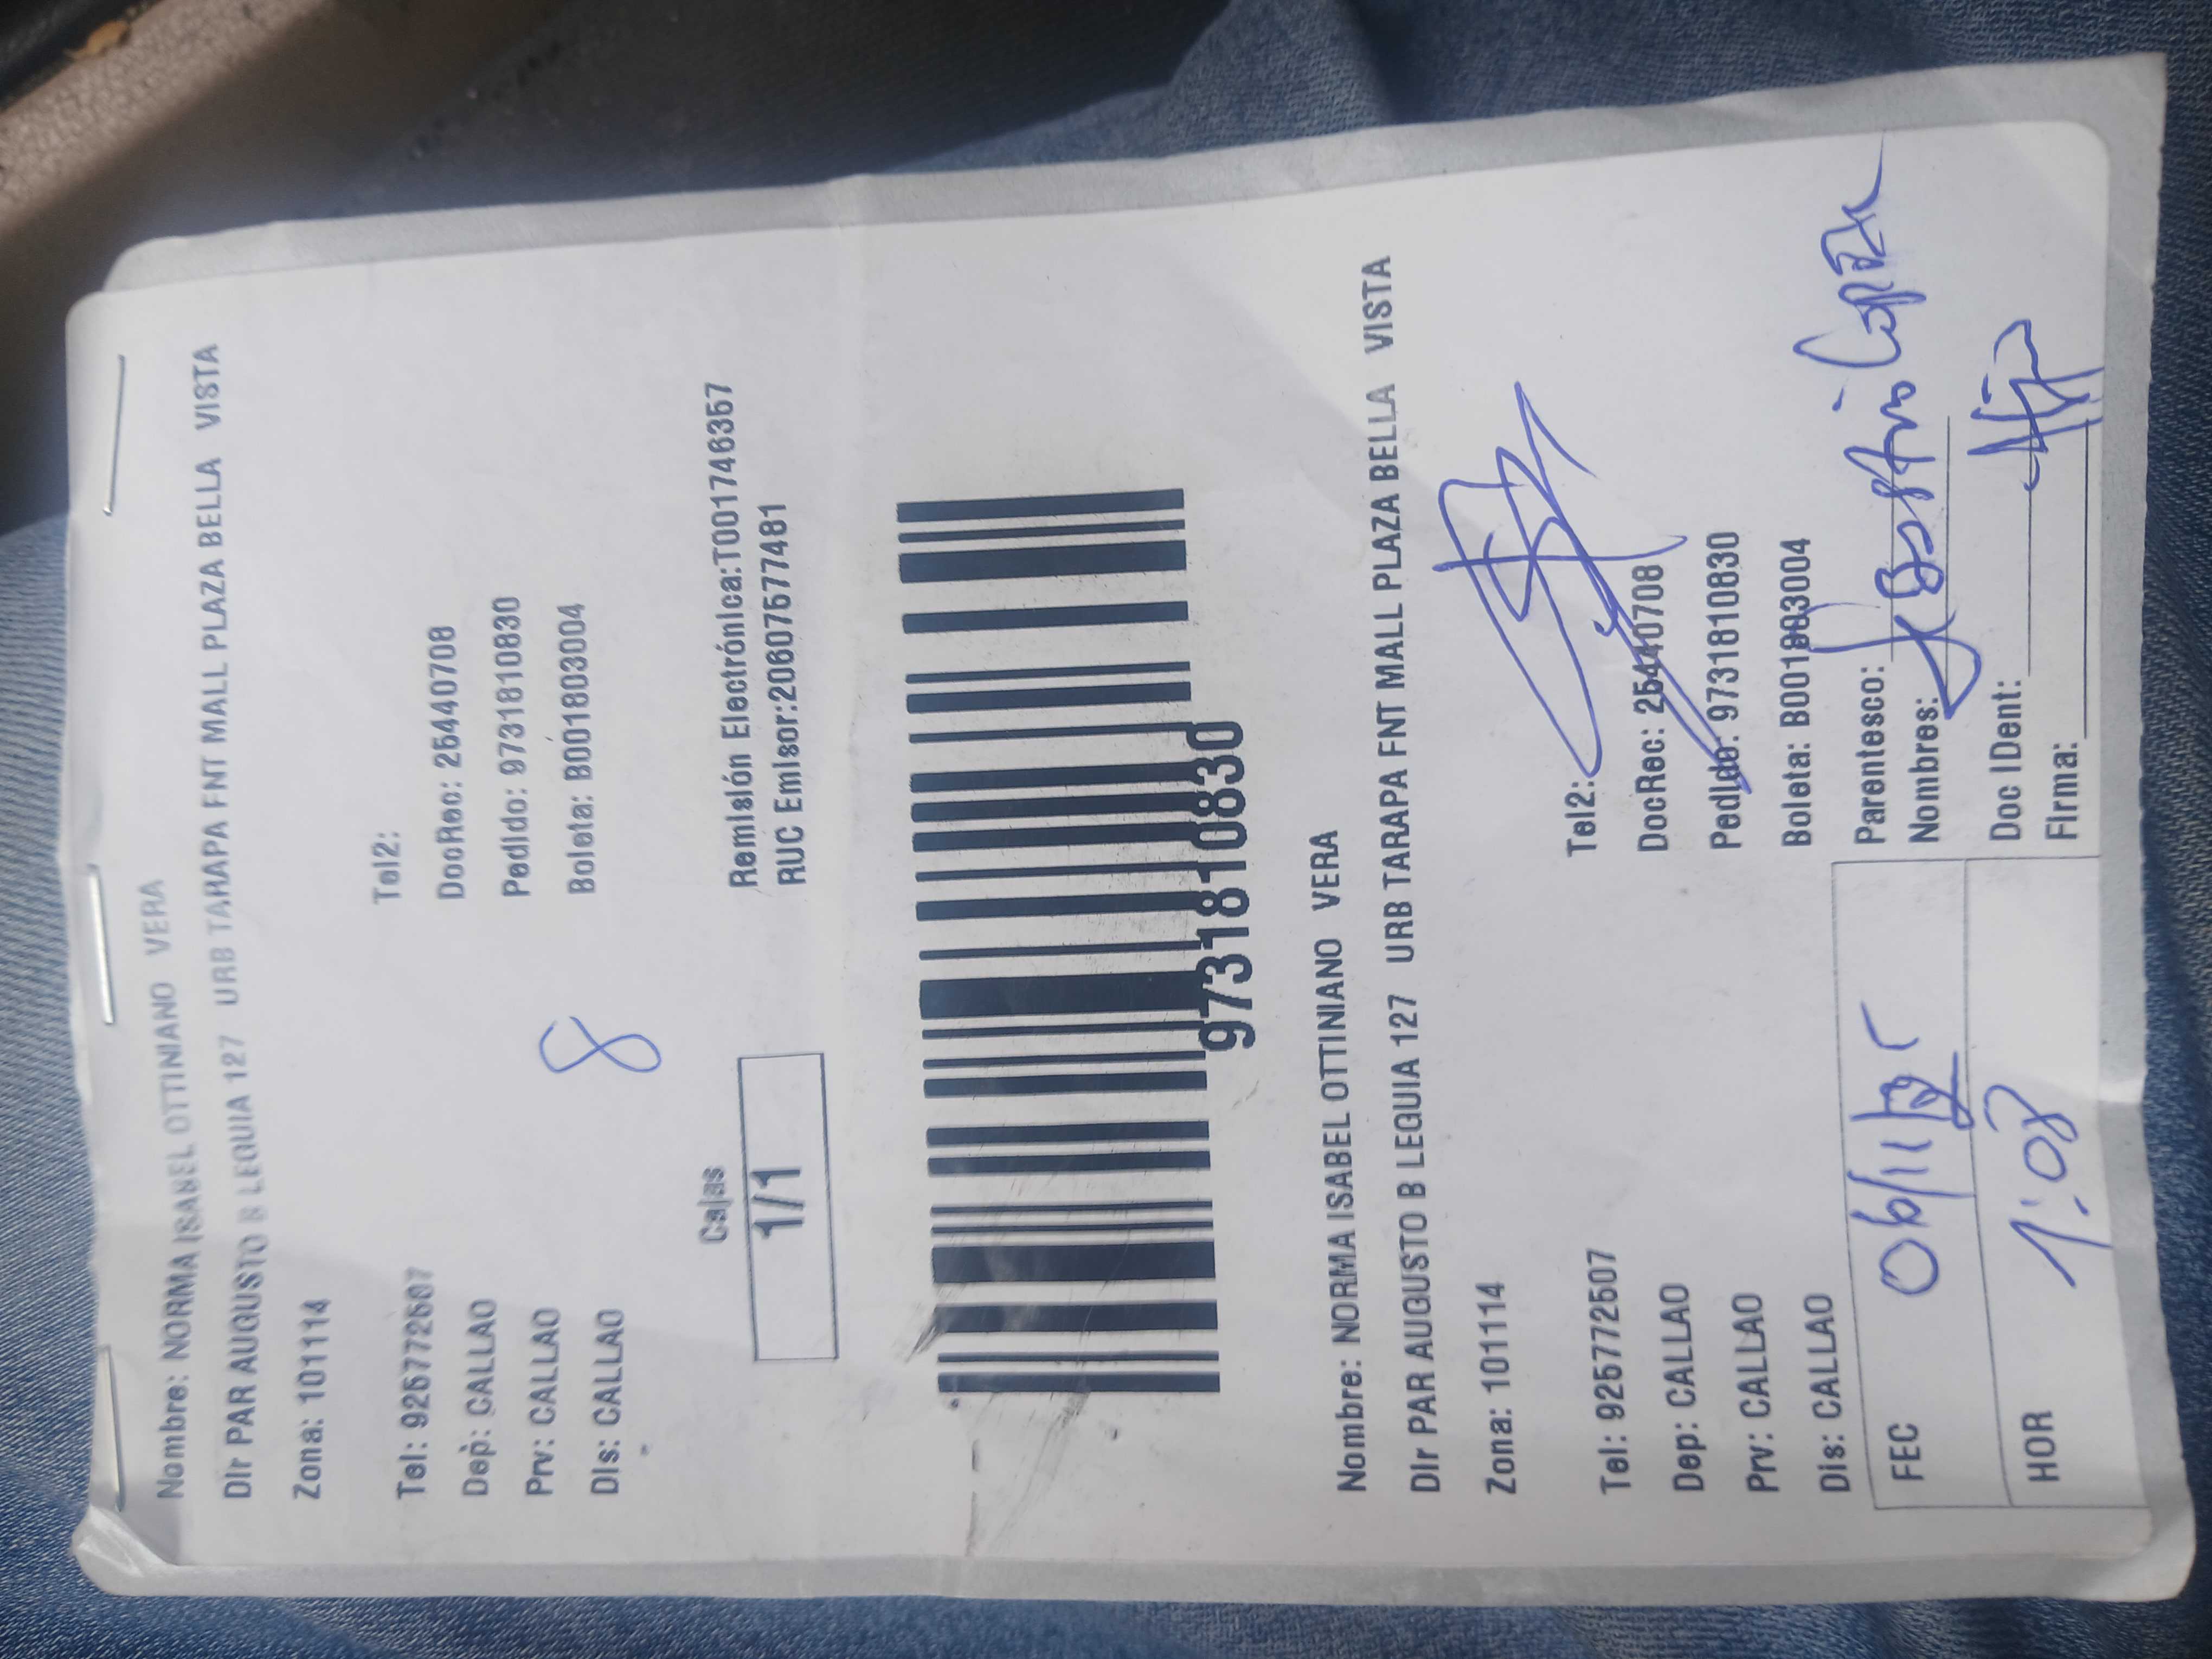 Nombre: NORMA ISABEL OTTINIANO VERA
Dir PAR AUGUSTO B LEGUIA 127 URB TARAPA FNT MALL PLAZA BELLA VISTA
Zona: 101114
Tel: 925772507 Tel2:
Dep: CALLAO DocRec: 25440708
Prv: CALLAO Pedido: 9731810830
Dis: CALLAO Boleta: B001803004
8
Cajas
1/1
Remisión Electrónica:T001746357
RUC Emisor:20607577481
9731810830
Nombre: NORMA ISABEL OTTINIANO VERA
Dir PAR AUGUSTO B LEGUIA 127 URB TARAPA FNT MALL PLAZA BELLA VISTA
Zona: 101114
Tel: 925772507 Tel2:
Dep: CALLAO DocRec: 25440708
Prv: CALLAO Pedido: 9731810830
Dis: CALLAO Boleta: B001803004
FEC 06/11/25
HOR 1:08
Parentesco:
Nombres:
Doc IDent:
Firma: